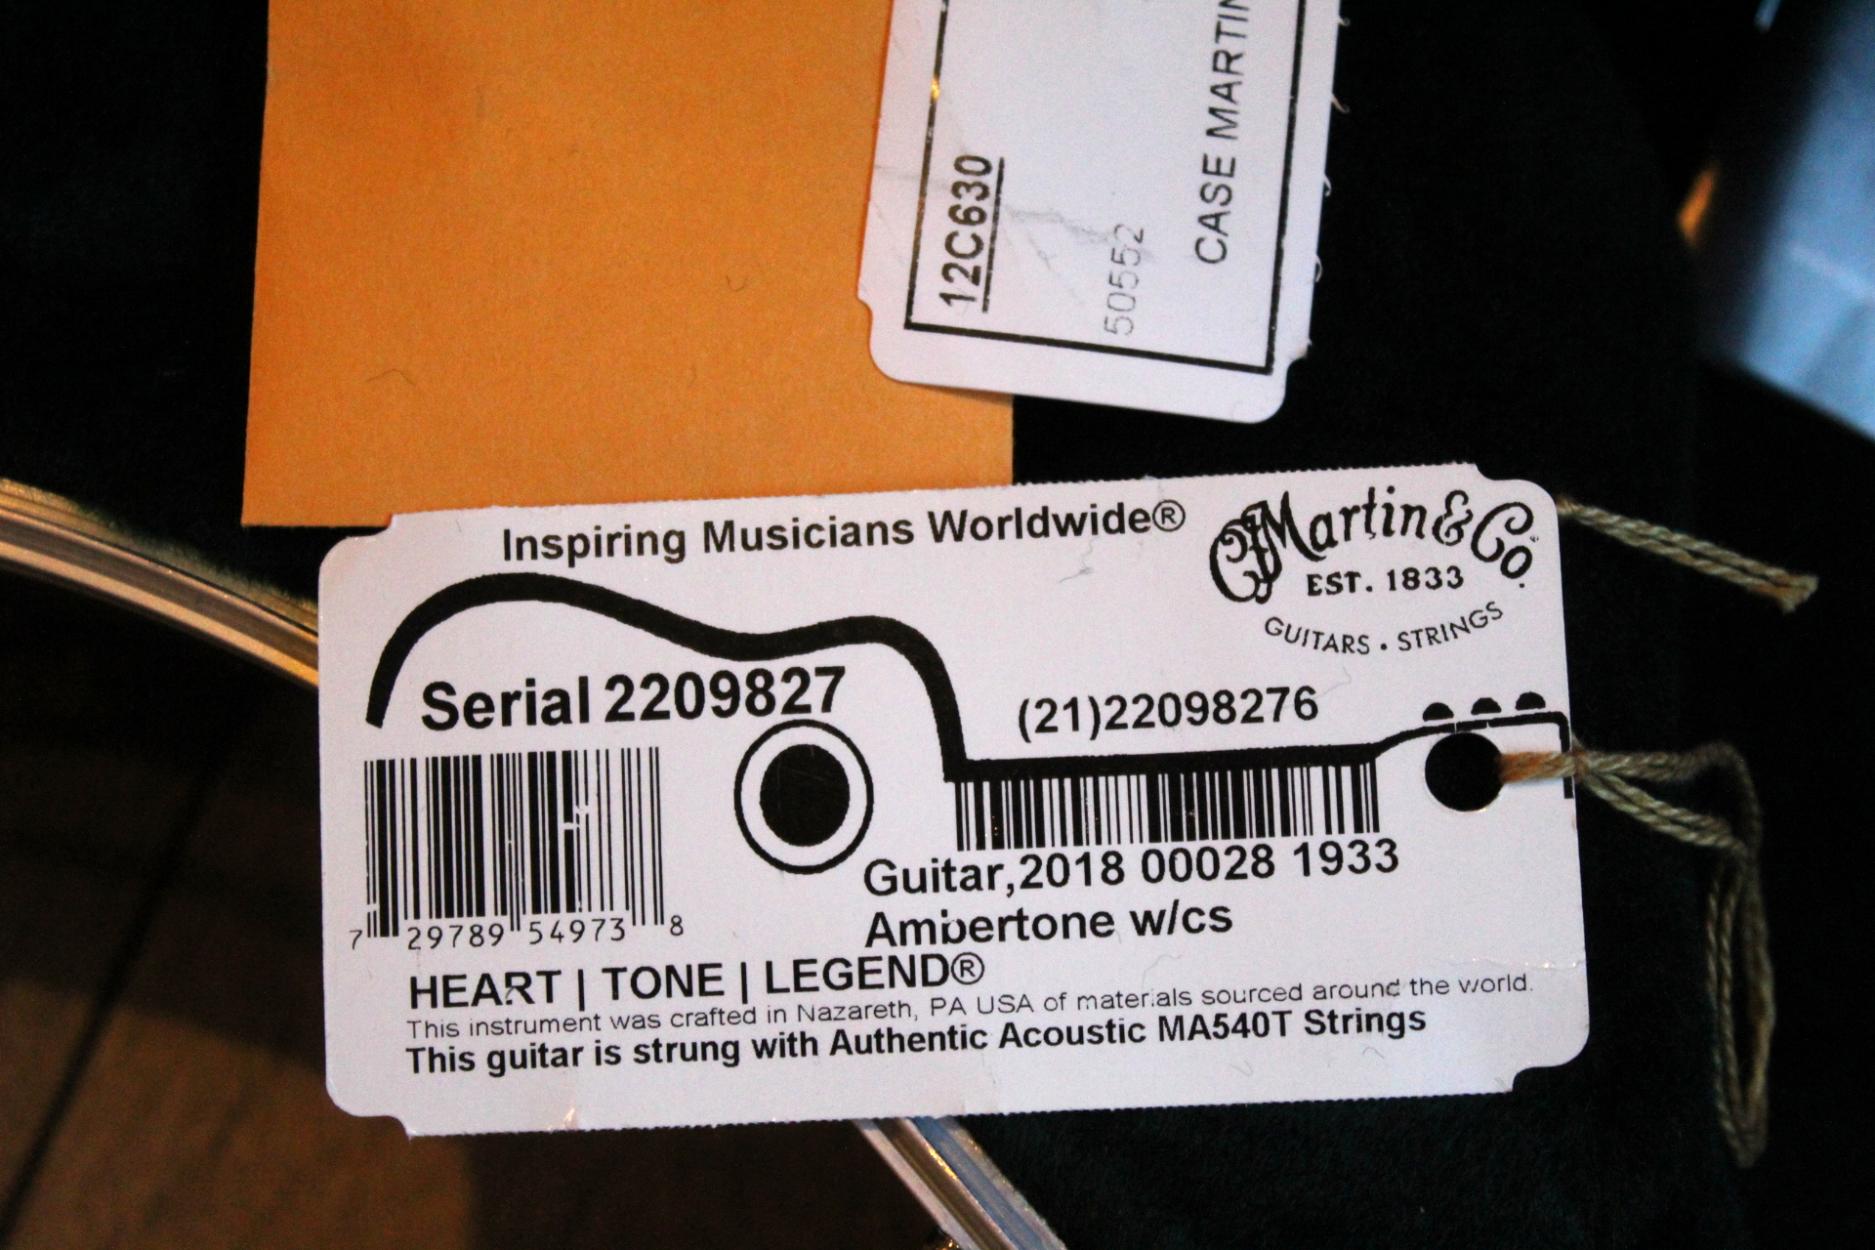 12C630
50552
CASE MARTIN
Inspiring Musicians Worldwide®
CF Martin & Co.
EST. 1833
GUITARS • STRINGS
Serial 2209827
(21)22098276
7 29789 54973 8
Guitar,2018 00028 1933
Ambertone w/cs
HEART | TONE | LEGEND®
This instrument was crafted in Nazareth, PA USA of materials sourced around the world.
This guitar is strung with Authentic Acoustic MA540T Strings